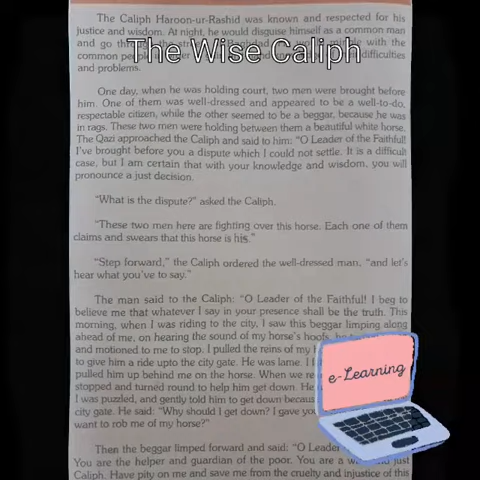 The Wise Caliph
The Caliph Haroon-ur-Rashid was known and respected for his
justice and wisdom. At night, he would disguise himself as a common man
and go with the
common difficulties
and problems.
One day, when he was holding court, two men were brought before
him. One of them was well-dressed and appeared to be a well-to-do,
respectable citizen, while the other seemed to be a beggar, because he was
in rags. These two men were holding between them a beautiful white horse.
The Qazi approached the Caliph and said to him: "O Leader of the Faithful!
I've brought before you a dispute which I could not settle. It is a difficult
case, but I am certain that with your knowledge and wisdom, you will
pronounce a just decision.
"What is the dispute?" asked the Caliph.
"These two men here are fighting over this horse. Each one of them
claims and swears that this horse is his."
"Step forward," the Caliph ordered the well-dressed man, "and let's
hear what you've to say."
The man said to the Caliph: "O Leader of the Faithful! I beg to
believe me that whatever I say in your presence shall be the truth. This
morning, when I was riding to the city, I saw this beggar limping along
ahead of me, on hearing the sound of my horse's hoofs,
and motioned to me to stop. I pulled the reins of my
to give him a ride upto the city gate. He was lame. I
pulled him up behind me on the horse. When we
stopped and turned round to help him get down. He
I was puzzled, and gently told him to get down
city gate. He said: "Why should I get down? I gave
want to rob me of my horse?"
e-Learning
Then the beggar limped forward and said: "O Leader
You are the helper and guardian of the poor. You are a just
Caliph. Have pity on me and save me from the cruelty and injustice of this